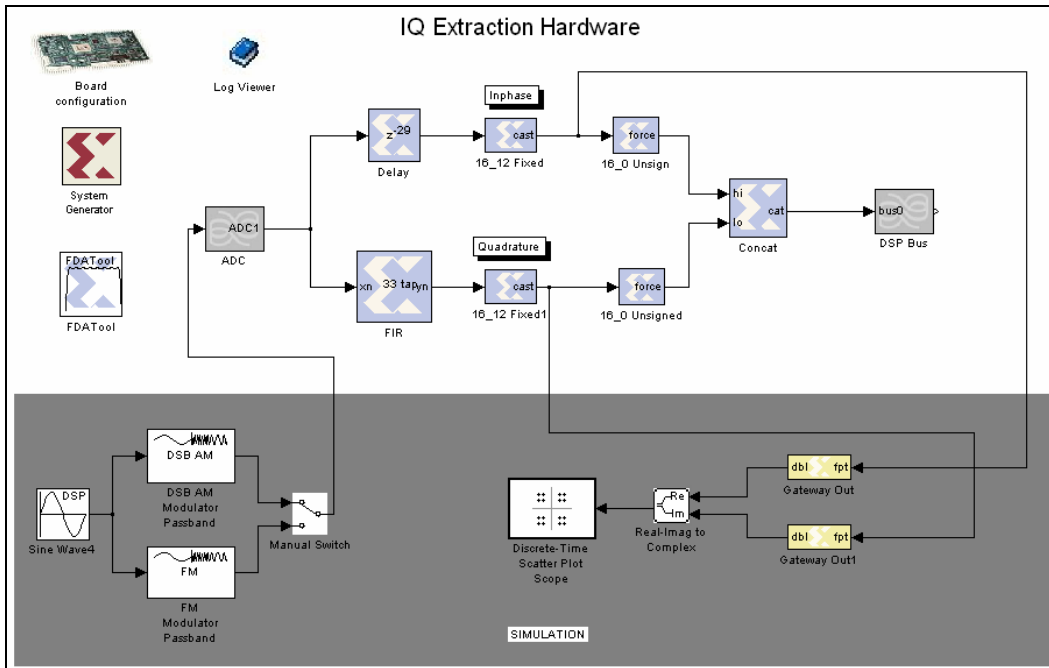 IQ Extraction Hardware
Board
configuration
Log Viewer
System
Generator
FDATool
FDATool
ADC1
ADC
z-29
Delay
Inphase
cast
16_12 Fixed
force
16_0 Unsign
hi
lo
cat
Concat
bus0
DSP Bus
xn
33 tap
yn
FIR
Quadrature
cast
16_12 Fixed1
force
16_0 Unsigned
DSP
Sine Wave4
DSB AM
DSB AM
Modulator
Passband
FM
FM
Modulator
Passband
Manual Switch
Discrete-Time
Scatter Plot
Scope
Re
Im
Real-Imag to
Complex
dbl
fpt
Gateway Out
dbl
fpt
Gateway Out1
SIMULATION